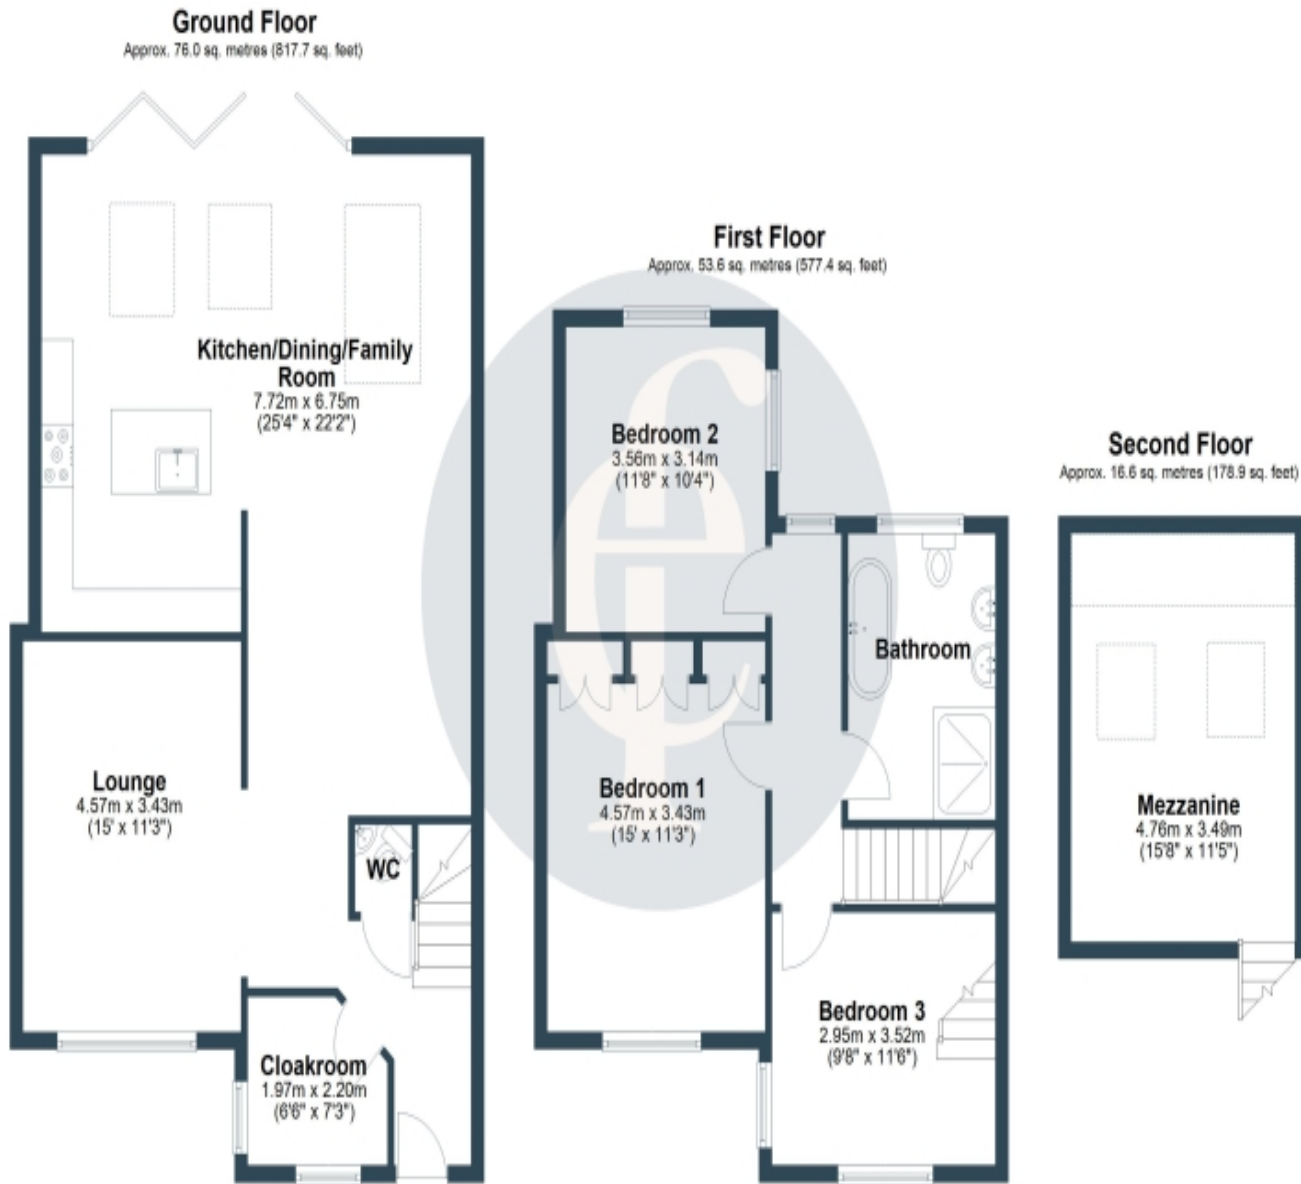 Ground Floor
Approx. 76.0 sq. metres (817.7 sq. feet)
Kitchen/Dining/Family
Room
7.72m x 6.75m
(25'4" x 22'2")
Lounge
4.57m x 3.43m
(15' x 11'3")
WC
Cloakroom
1.97m x 2.20m
(6'6" x 7'3")
First Floor
Approx. 53.6 sq. metres (577.4 sq. feet)
Bedroom 2
3.56m x 3.14m
(11'8" x 10'4")
Bathroom
Bedroom 1
4.57m x 3.43m
(15' x 11'3")
Bedroom 3
2.95m x 3.52m
(9'8" x 11'6")
Second Floor
Approx. 16.6 sq. metres (178.9 sq. feet)
Mezzanine
4.76m x 3.49m
(15'8" x 11'5")